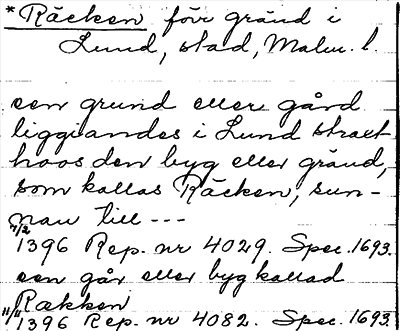 *Räcken förr gränd i
Lund, stad, Malm. l.
een grund eller gård
liggiandes i Lund straxt
hoos den byg eller gränd,
som kallas Räcken, sun-
nan till ---
7/2
1396 Rep. nr 4029. Spec. 1693.
een går eller byg kallad
Rækken
11/11
1396 Rep. nr 4082. Spec. 1693.